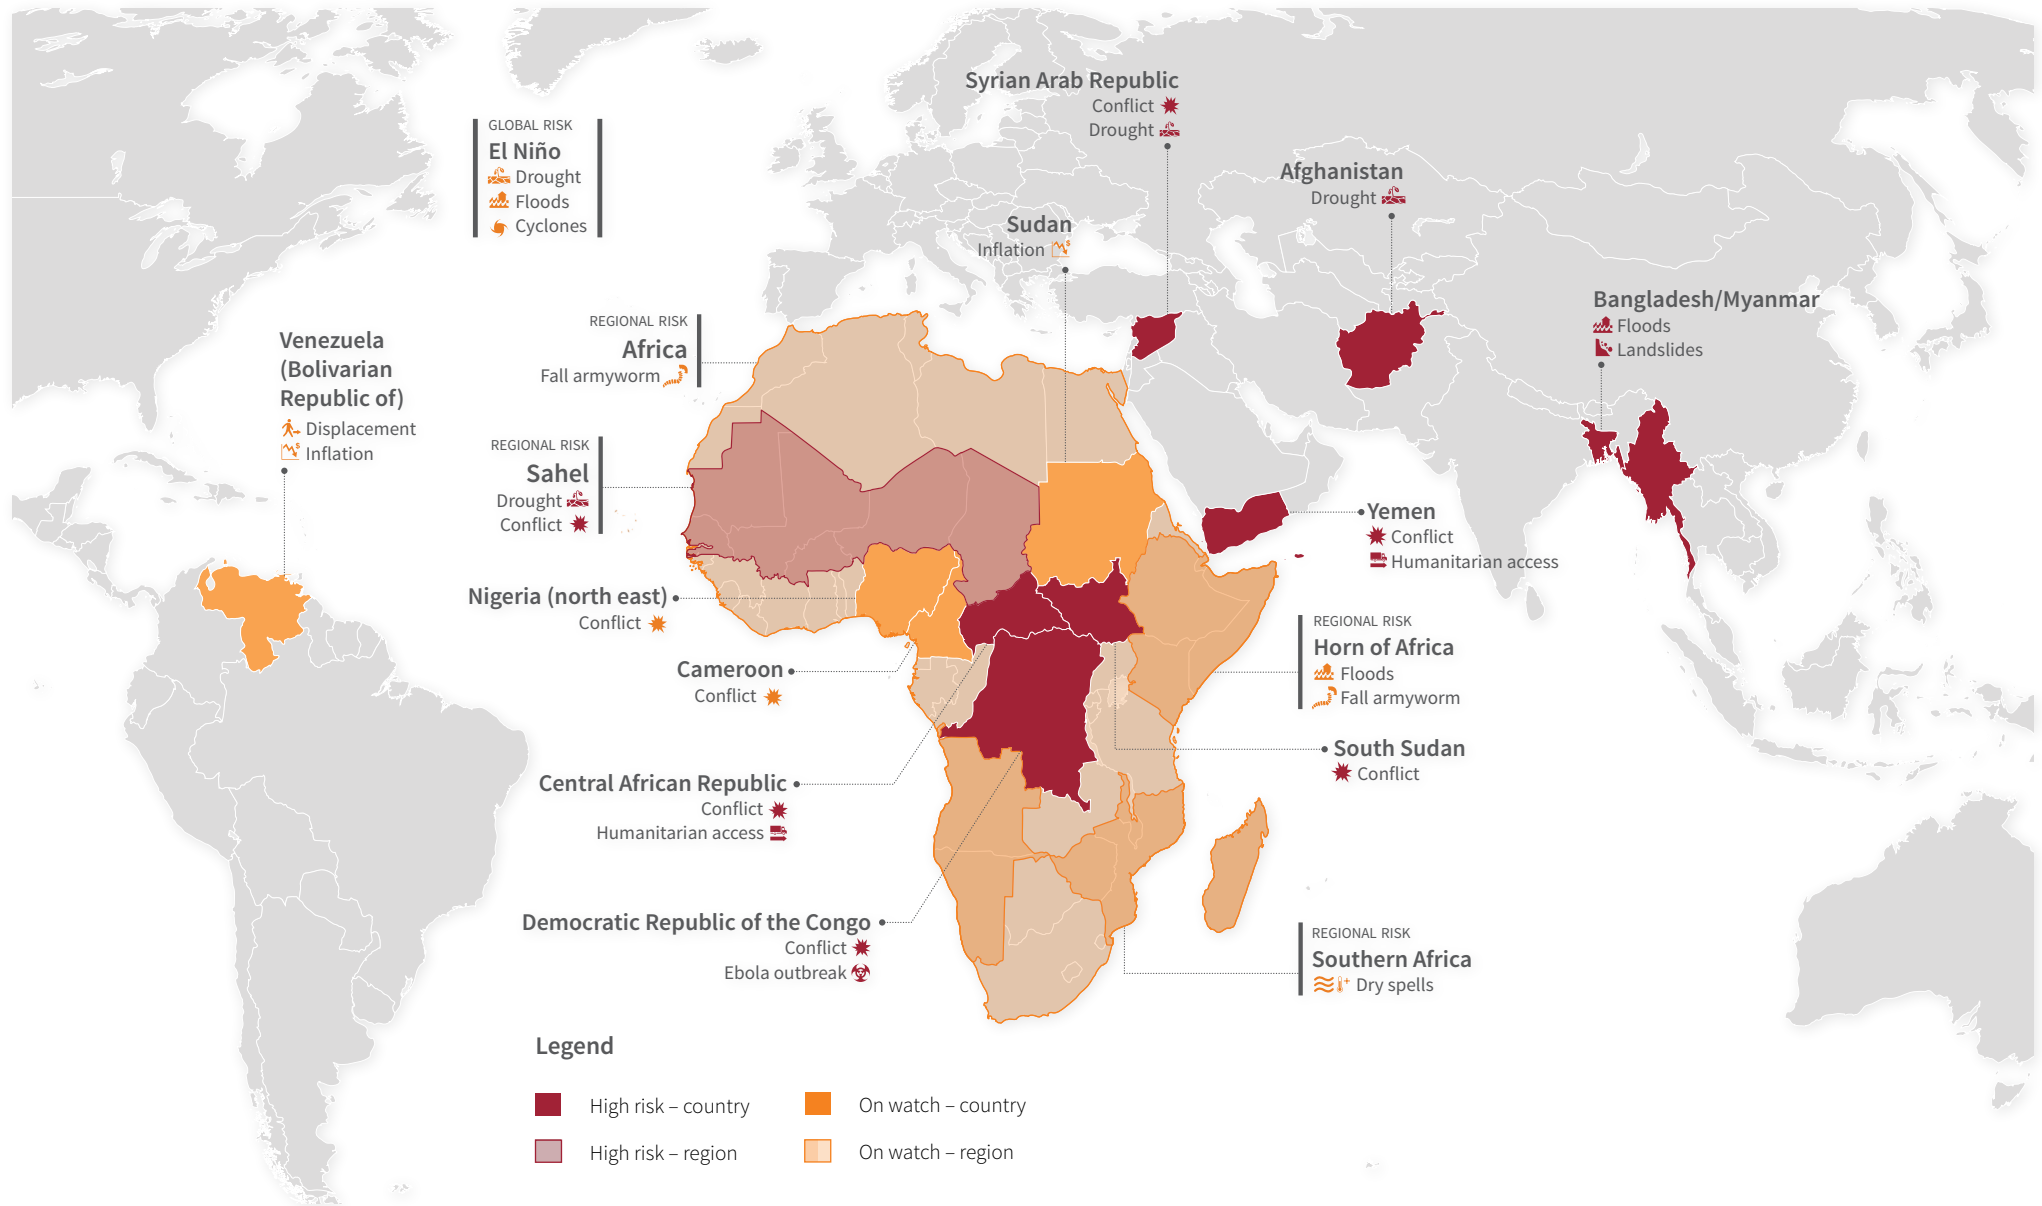 Syrian Arab Republic
Conflict
Drought
GLOBAL RISK
El Niño
Drought
Floods
Cyclones
Afghanistan
Drought
Sudan
Inflation
Bangladesh/Myanmar
Floods
Landslides
REGIONAL RISK
Africa
Fall armyworm
Venezuela
(Bolivarian
Republic of)
Displacement
Inflation
REGIONAL RISK
Sahel
Drought
Conflict
Yemen
Conflict
Humanitarian access
Nigeria (north east)
Conflict
REGIONAL RISK
Horn of Africa
Floods
Fall armyworm
Cameroon
Conflict
South Sudan
Conflict
Central African Republic
Conflict
Humanitarian access
Democratic Republic of the Congo
Conflict
Ebola outbreak
REGIONAL RISK
Southern Africa
Dry spells
Legend
High risk – country
On watch – country
High risk – region
On watch – region